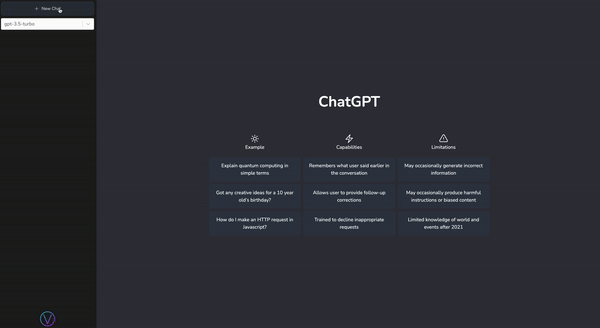 + New Chat
gpt-3.5-turbo
ChatGPT
Example
Capabilities
Limitations
Explain quantum computing in
simple terms
Remembers what user said earlier in
the conversation
May occasionally generate incorrect
information
Got any creative ideas for a 10 year
old's birthday?
Allows user to provide follow-up
corrections
May occasionally produce harmful
instructions or biased content
How do I make an HTTP request in
Javascript?
Trained to decline inappropriate
requests
Limited knowledge of world and
events after 2021